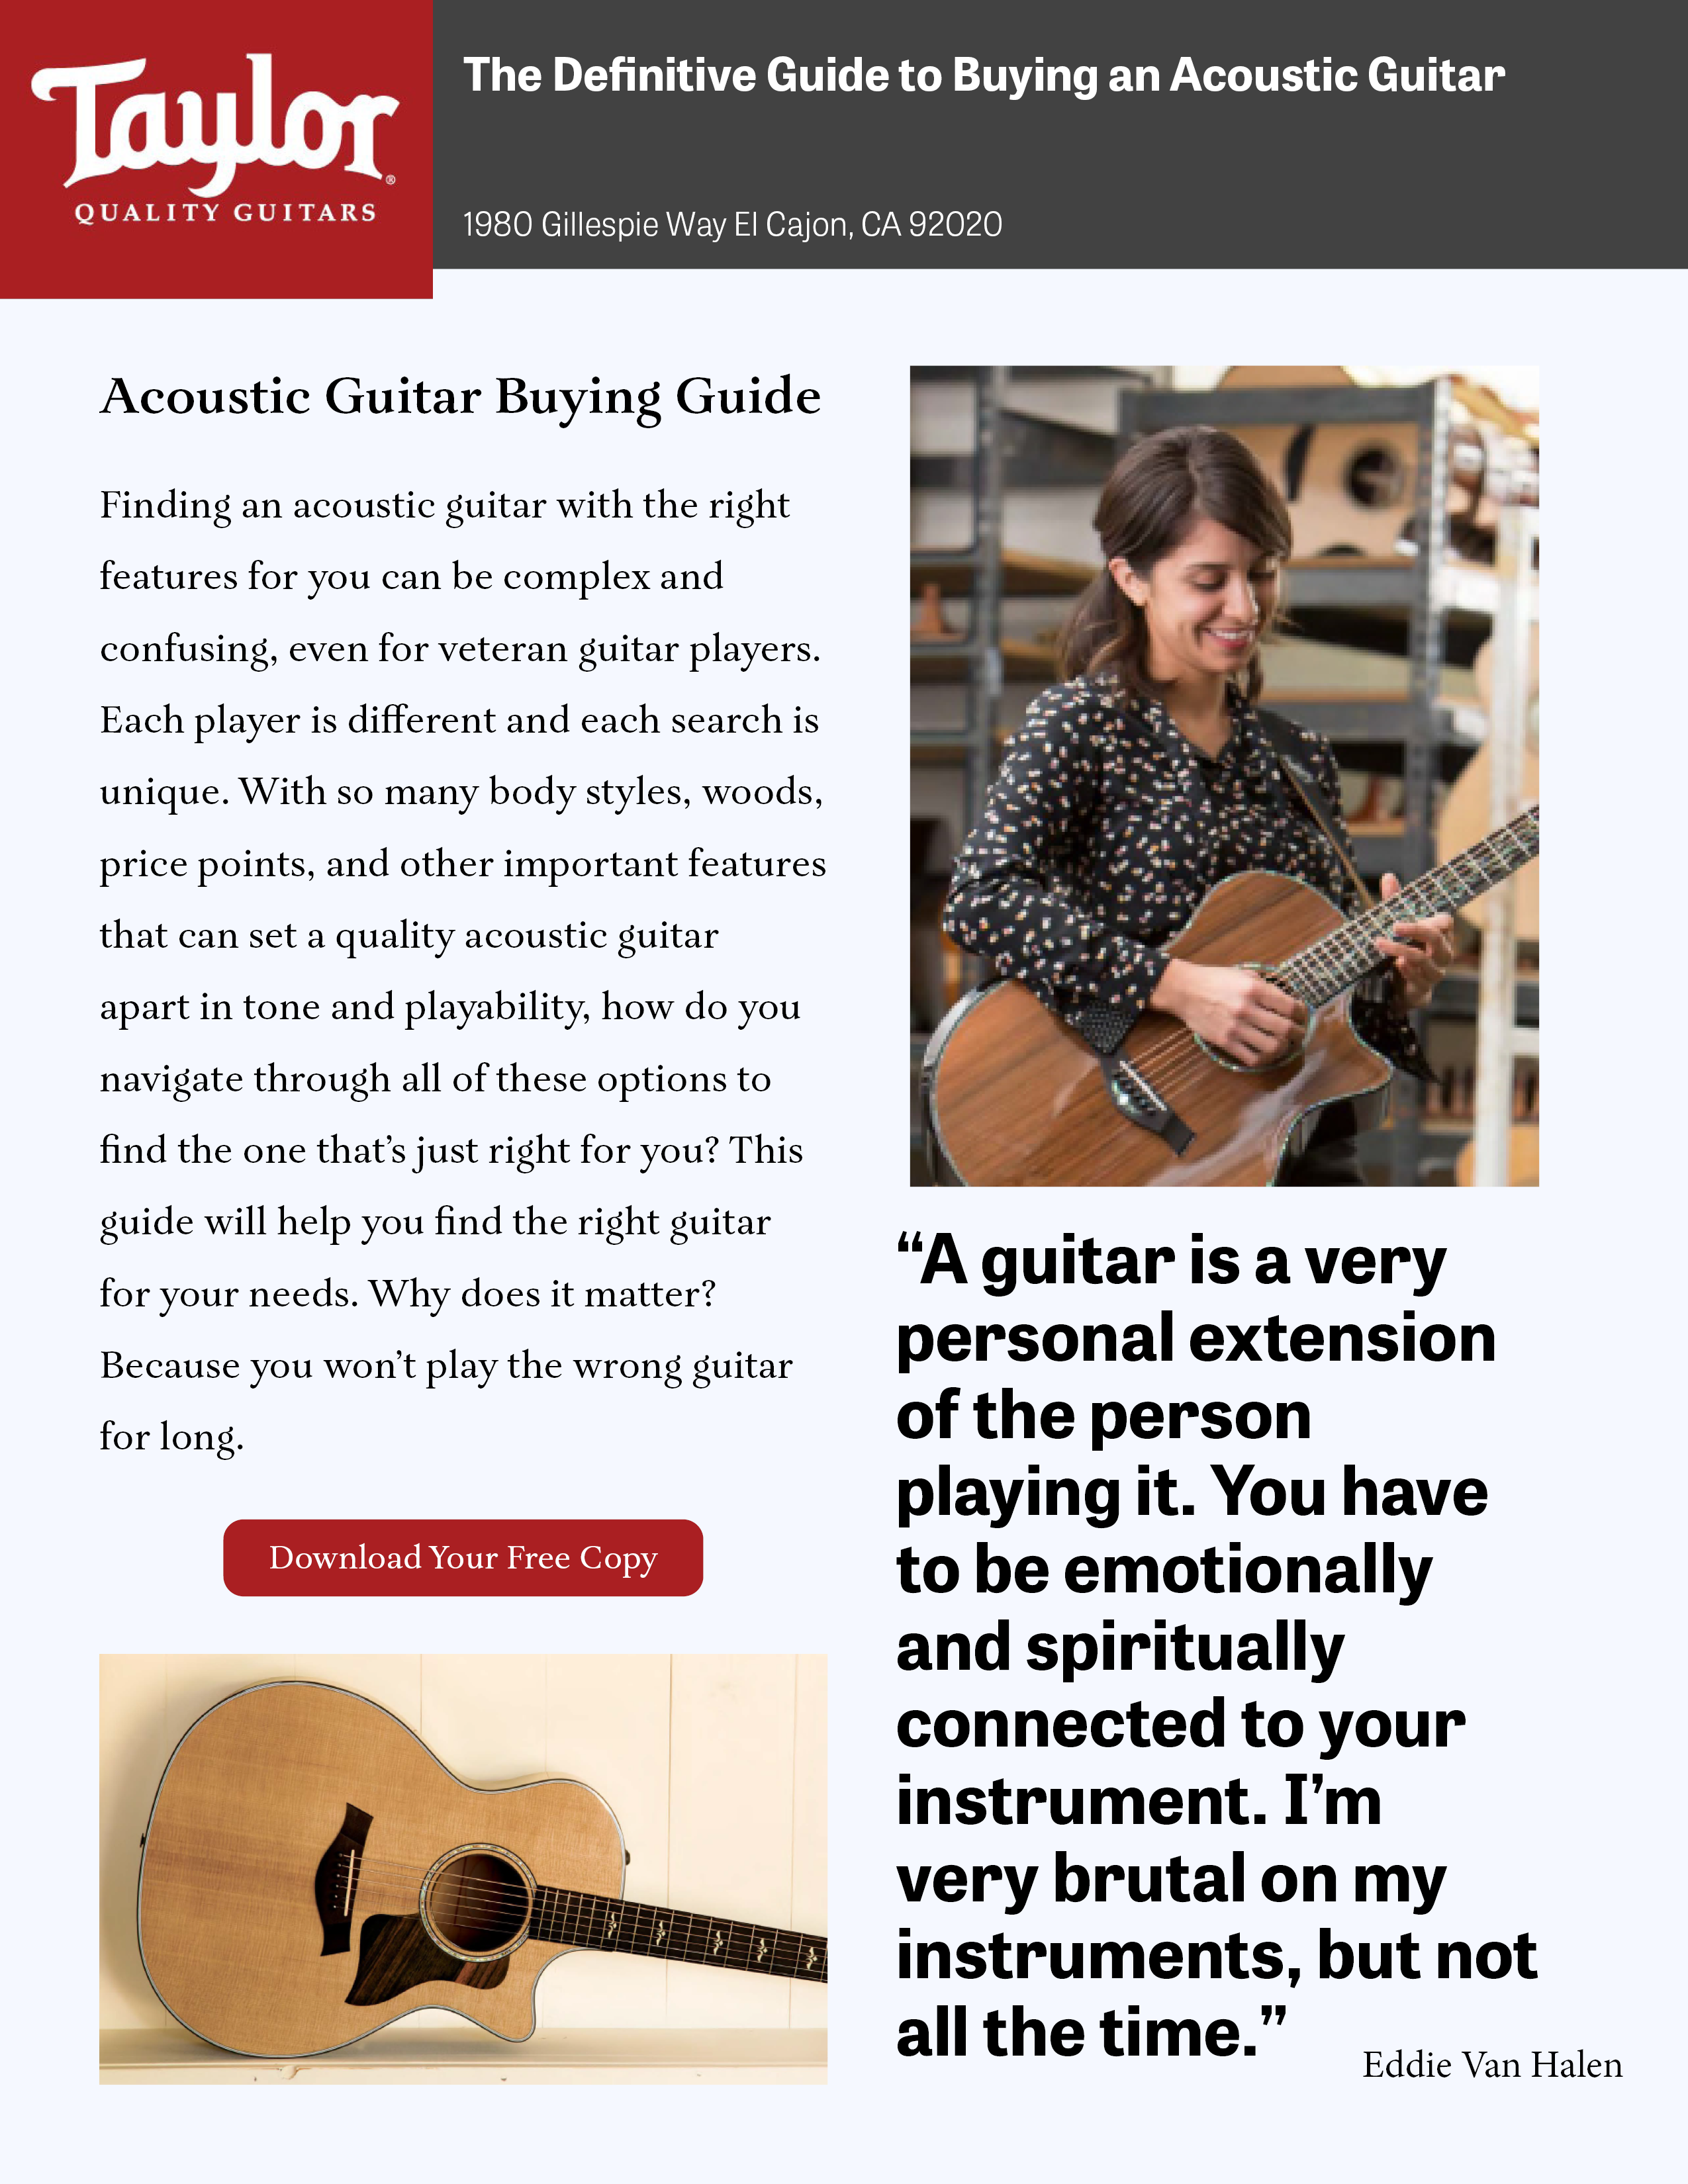 Taylor®
QUALITY GUITARS
The Definitive Guide to Buying an Acoustic Guitar
1980 Gillespie Way El Cajon, CA 92020
Acoustic Guitar Buying Guide
Finding an acoustic guitar with the right
features for you can be complex and
confusing, even for veteran guitar players.
Each player is different and each search is
unique. With so many body styles, woods,
price points, and other important features
that can set a quality acoustic guitar
apart in tone and playability, how do you
navigate through all of these options to
find the one that’s just right for you? This
guide will help you find the right guitar
for your needs. Why does it matter?
Because you won’t play the wrong guitar
for long.
Download Your Free Copy
“A guitar is a very
personal extension
of the person
playing it. You have
to be emotionally
and spiritually
connected to your
instrument. I’m
very brutal on my
instruments, but not
all the time.”
Eddie Van Halen